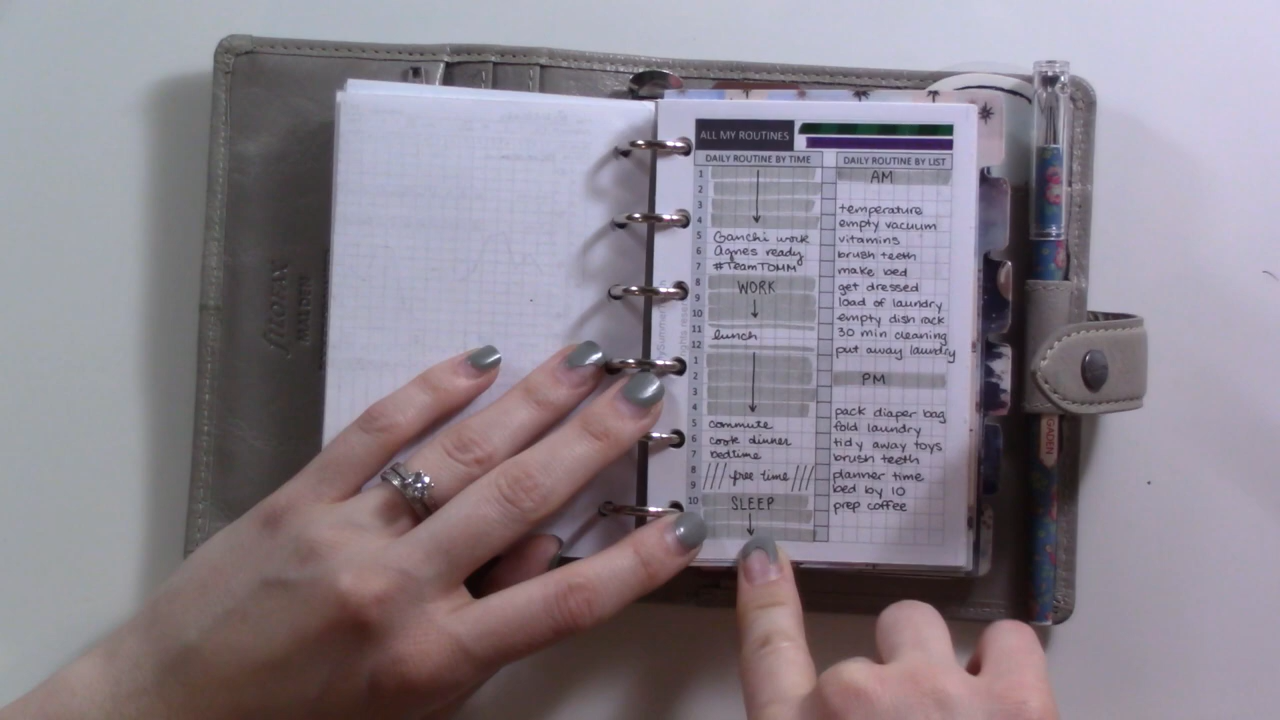 ALL MY ROUTINES
DAILY ROUTINE BY TIME
1
2
3
4
5 Ganchi work
6 Agnes ready
7 #TeamTOMM
8 WORK
9
10
11 lunch
12
1
2
3
4
5 commute
6 cook dinner
7 bedtime
8 /// free time ///
9
10 SLEEP
DAILY ROUTINE BY LIST
AM
temperature
empty vacuum
vitamins
brush teeth
make bed
get dressed
load of laundry
empty dish rack
30 min cleaning
put away laundry
PM
pack diaper bag
fold laundry
tidy away toys
brush teeth
planner time
bed by 10
prep coffee
filofax
MALDEN